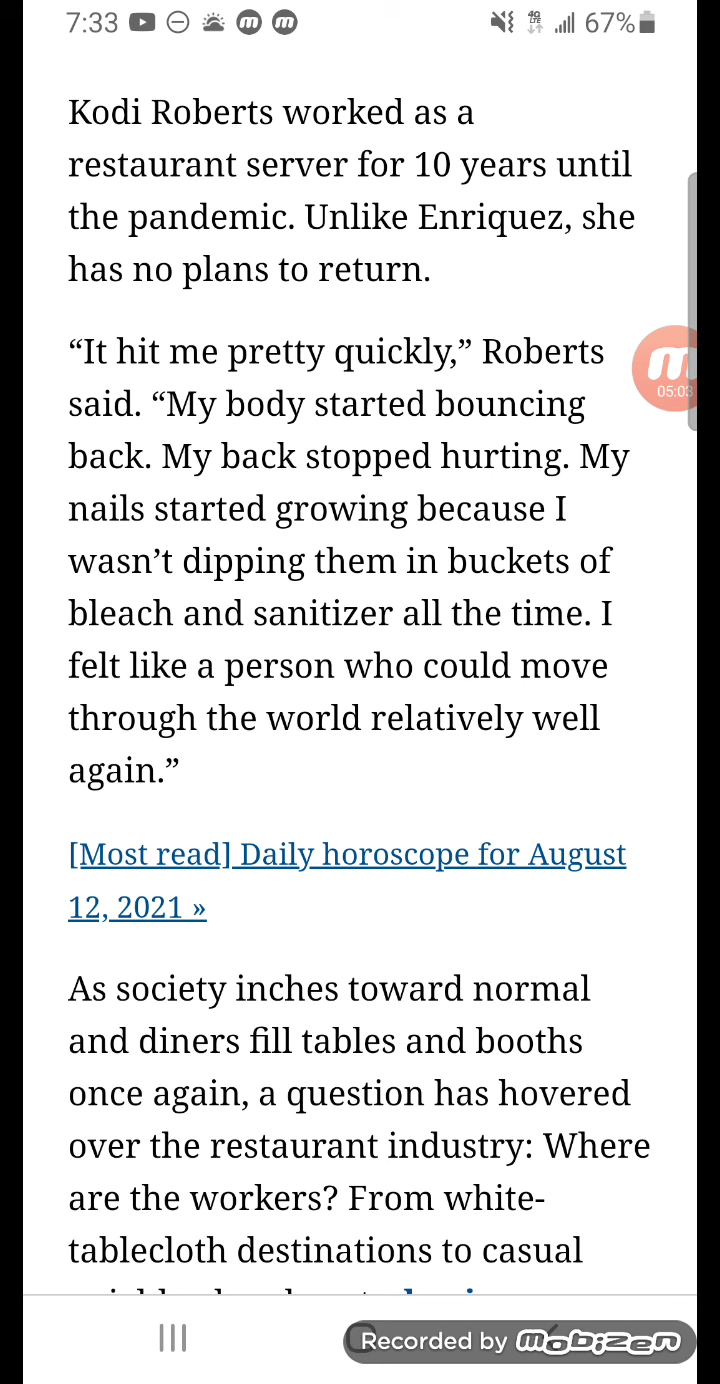 7:33 m m 4G LTE 67%
Kodi Roberts worked as a
restaurant server for 10 years until
the pandemic. Unlike Enriquez, she
has no plans to return.
“It hit me pretty quickly,” Roberts
m
05:03
said. “My body started bouncing
back. My back stopped hurting. My
nails started growing because I
wasn’t dipping them in buckets of
bleach and sanitizer all the time. I
felt like a person who could move
through the world relatively well
again.”
[Most read] Daily horoscope for August
12, 2021 »
As society inches toward normal
and diners fill tables and booths
once again, a question has hovered
over the restaurant industry: Where
are the workers? From white-
tablecloth destinations to casual
Recorded by mobizen